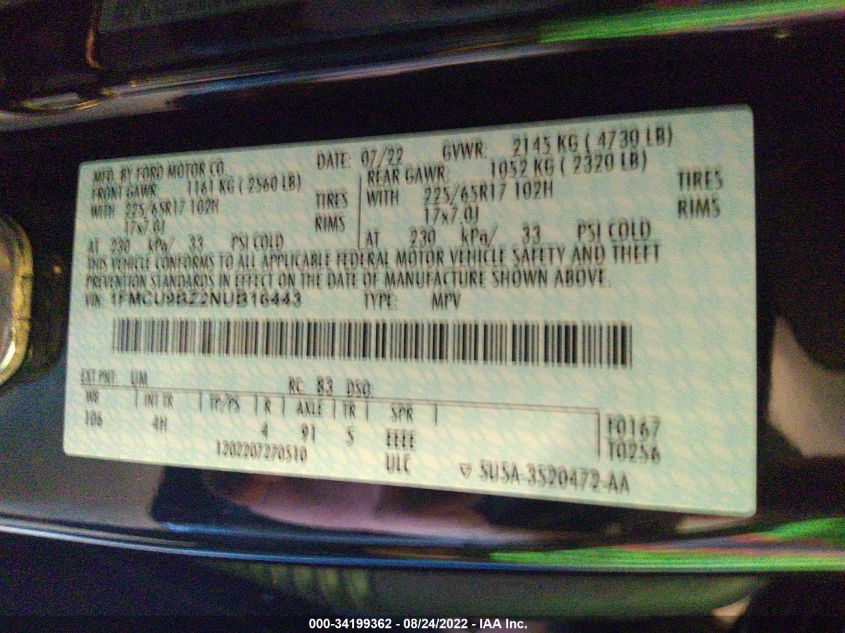 MFD. BY FORD MOTOR CO. DATE: 07/22 GVWR: 2145 KG ( 4730 LB)
FRONT GAWR: 1161 KG ( 2560 LB) REAR GAWR: 1052 KG ( 2320 LB)
WITH 225/65R17 102H TIRES WITH 225/65R17 102H TIRES
17x7.0J RIMS 17x7.0J RIMS
AT 230 kPa/ 33 PSI COLD AT 230 kPa/ 33 PSI COLD
THIS VEHICLE CONFORMS TO ALL APPLICABLE FEDERAL MOTOR VEHICLE SAFETY AND THEFT
PREVENTION STANDARDS IN EFFECT ON THE DATE OF MANUFACTURE SHOWN ABOVE.
VIN: 1FMCU9BZ2NUB16443 TYPE: MPV
EXT PNT: UM RC: 83 DSO:
WB INT TR TP/PS R AXLE TR SPR
106 4H 4 91 5 EEEE F0167
1202207270510 ULC T0256
SU5A-3520472-AA
000-34199362 - 08/24/2022 - IAA Inc.